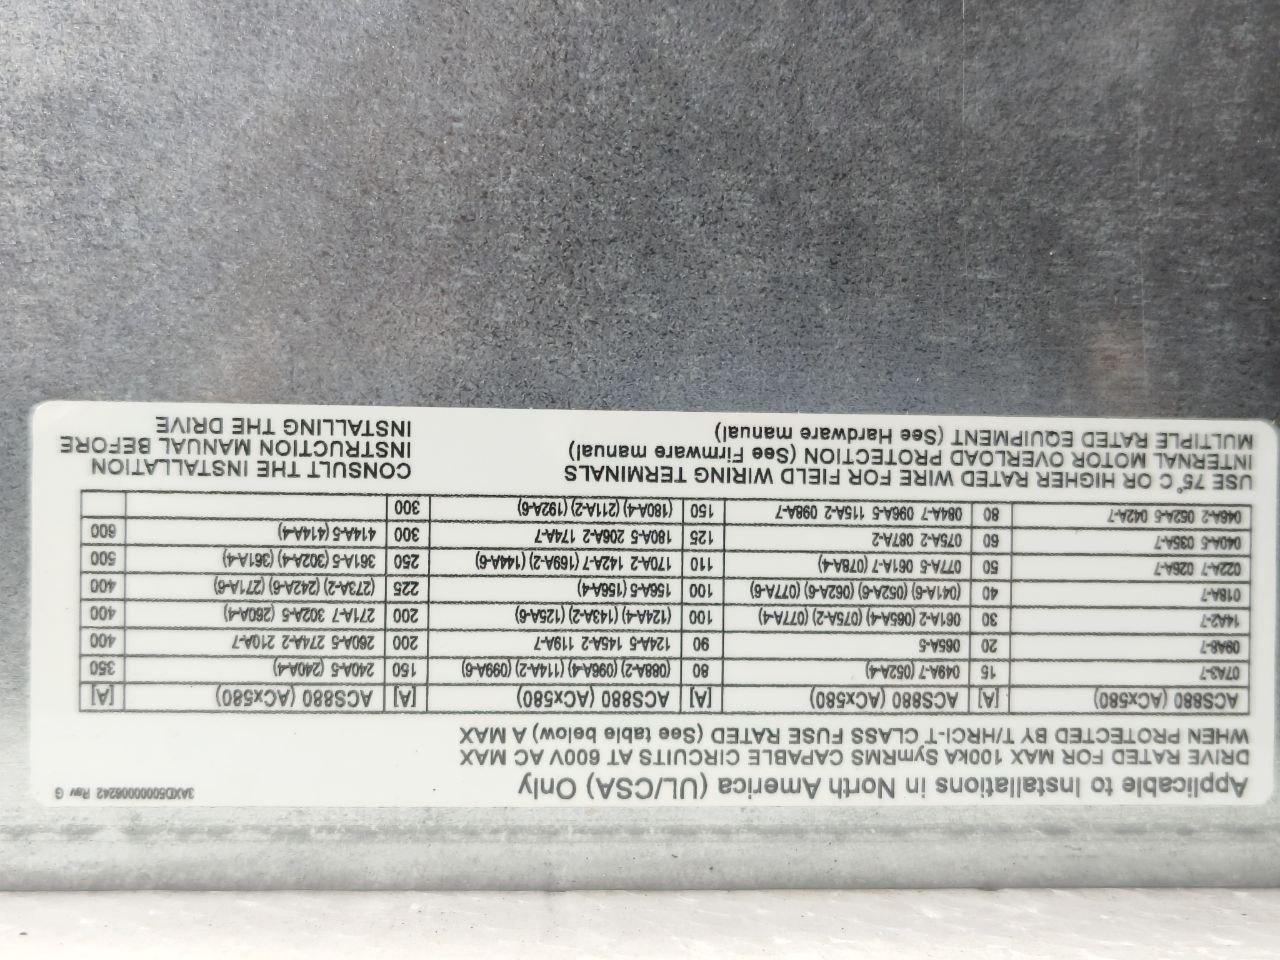 Applicable to Installations in North America (UL/CSA) Only 3AXD50000008242 Rev G
DRIVE RATED FOR MAX 100kA SymRMS CAPABLE CIRCUITS AT 600V AC MAX
WHEN PROTECTED BY T/HRCI-T CLASS FUSE RATED (See table below) A MAX
ACS880 (ACx580) [A] ACS880 (ACx580) [A] ACS880 (ACx580) [A] ACS880 (ACx580) [A]
07A3-7 15 049A-7 (052A-4) 80 (088A-2) (096A-4) (114A-2) (099A-6) 150 240A-5 (240A-4) 350
09A8-7 20 065A-5 90 124A-5 145A-2 119A-7 200 260A-5 274A-2 210A-7 400
14A2-7 30 061A-2 (065A-4) (075A-2) (077A-4) 100 (124A-4) (143A-2) (125A-6) 200 271A-7 302A-5 (260A-4) 400
018A-7 40 (041A-6) (052A-6) (062A-6) (077A-6) 100 156A-5 (156A-4) 225 (273A-2) (242A-6) (271A-6) 400
022A-7 026A-7 50 077A-5 061A-7 (078A-4) 110 170A-2 142A-7 (169A-2) (144A-6) 250 361A-5 (302A-4) (361A-4) 500
040A-5 035A-7 60 075A-2 087A-2 125 180A-5 206A-2 174A-7 300 414A-5 (414A-4) 600
046A-2 052A-5 042A-7 80 084A-7 096A-5 115A-2 098A-7 150 (180A-4) (211A-2) (192A-6) 300
USE 75°C OR HIGHER RATED WIRE FOR FIELD WIRING TERMINALS
INTERNAL MOTOR OVERLOAD PROTECTION (See Firmware manual)
MULTIPLE RATED EQUIPMENT (See Hardware manual)
CONSULT THE INSTALLATION
INSTRUCTION MANUAL BEFORE
INSTALLING THE DRIVE